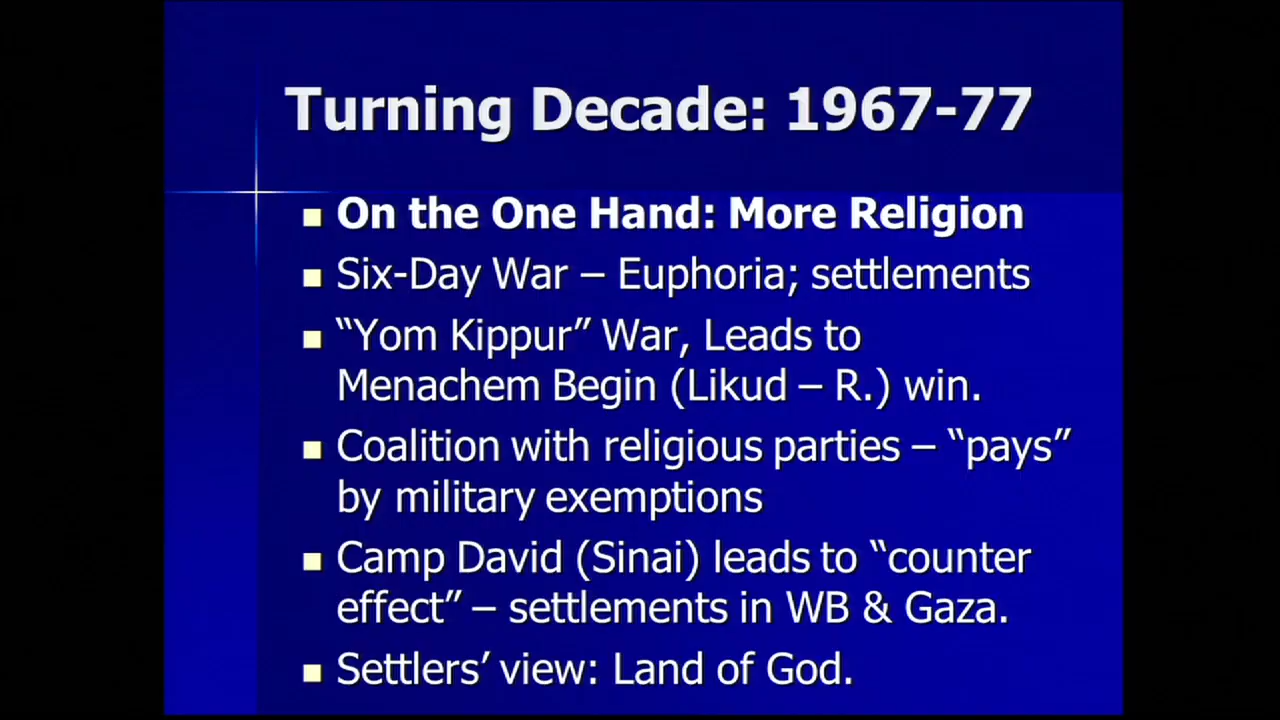 Turning Decade: 1967-77
■ On the One Hand: More Religion
■ Six-Day War – Euphoria; settlements
■ “Yom Kippur” War, Leads to
Menachem Begin (Likud – R.) win.
■ Coalition with religious parties – “pays”
by military exemptions
■ Camp David (Sinai) leads to “counter
effect” – settlements in WB & Gaza.
■ Settlers’ view: Land of God.